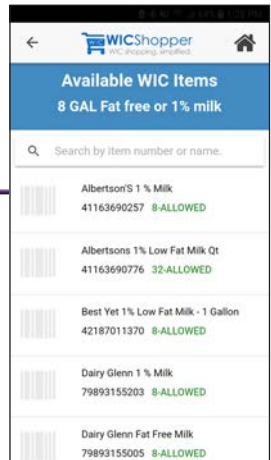 WICShopper
WIC shopping, simplified.
Available WIC Items
8 GAL Fat free or 1% milk
Search by item number or name.
Albertson'S 1 % Milk
41163690257 8-ALLOWED
Albertsons 1% Low Fat Milk Qt
41163690776 32-ALLOWED
Best Yet 1% Low Fat Milk - 1 Gallon
42187011370 8-ALLOWED
Dairy Glenn 1 % Milk
79893155203 8-ALLOWED
Dairy Glenn Fat Free Milk
79893155005 8-ALLOWED